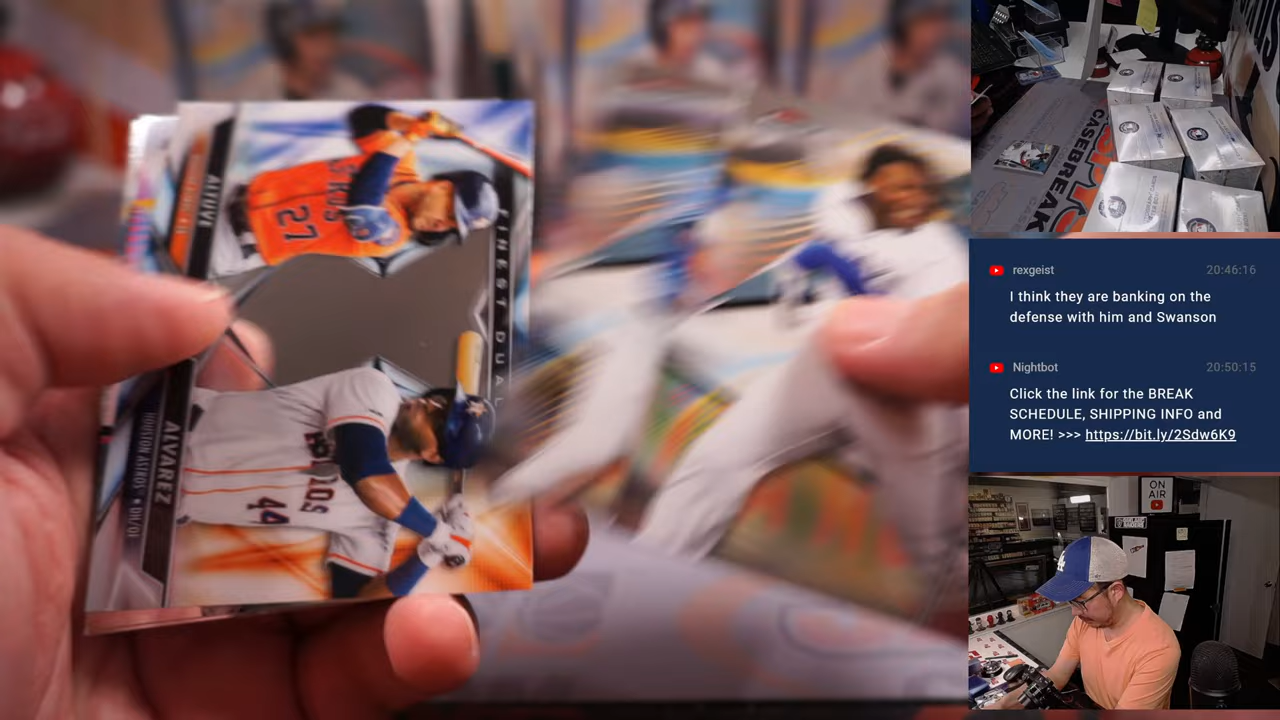 ALTUVE
27
FINEST DUAL
ALVAREZ
HOUSTON ASTROS • DH/OF
44
CASEBREAK
rexgeist
20:46:16
I think they are banking on the
defense with him and Swanson
Nightbot
20:50:15
Click the link for the BREAK
SCHEDULE, SHIPPING INFO and
MORE! >>> https://bit.ly/2Sdw6K9
ON
AIR